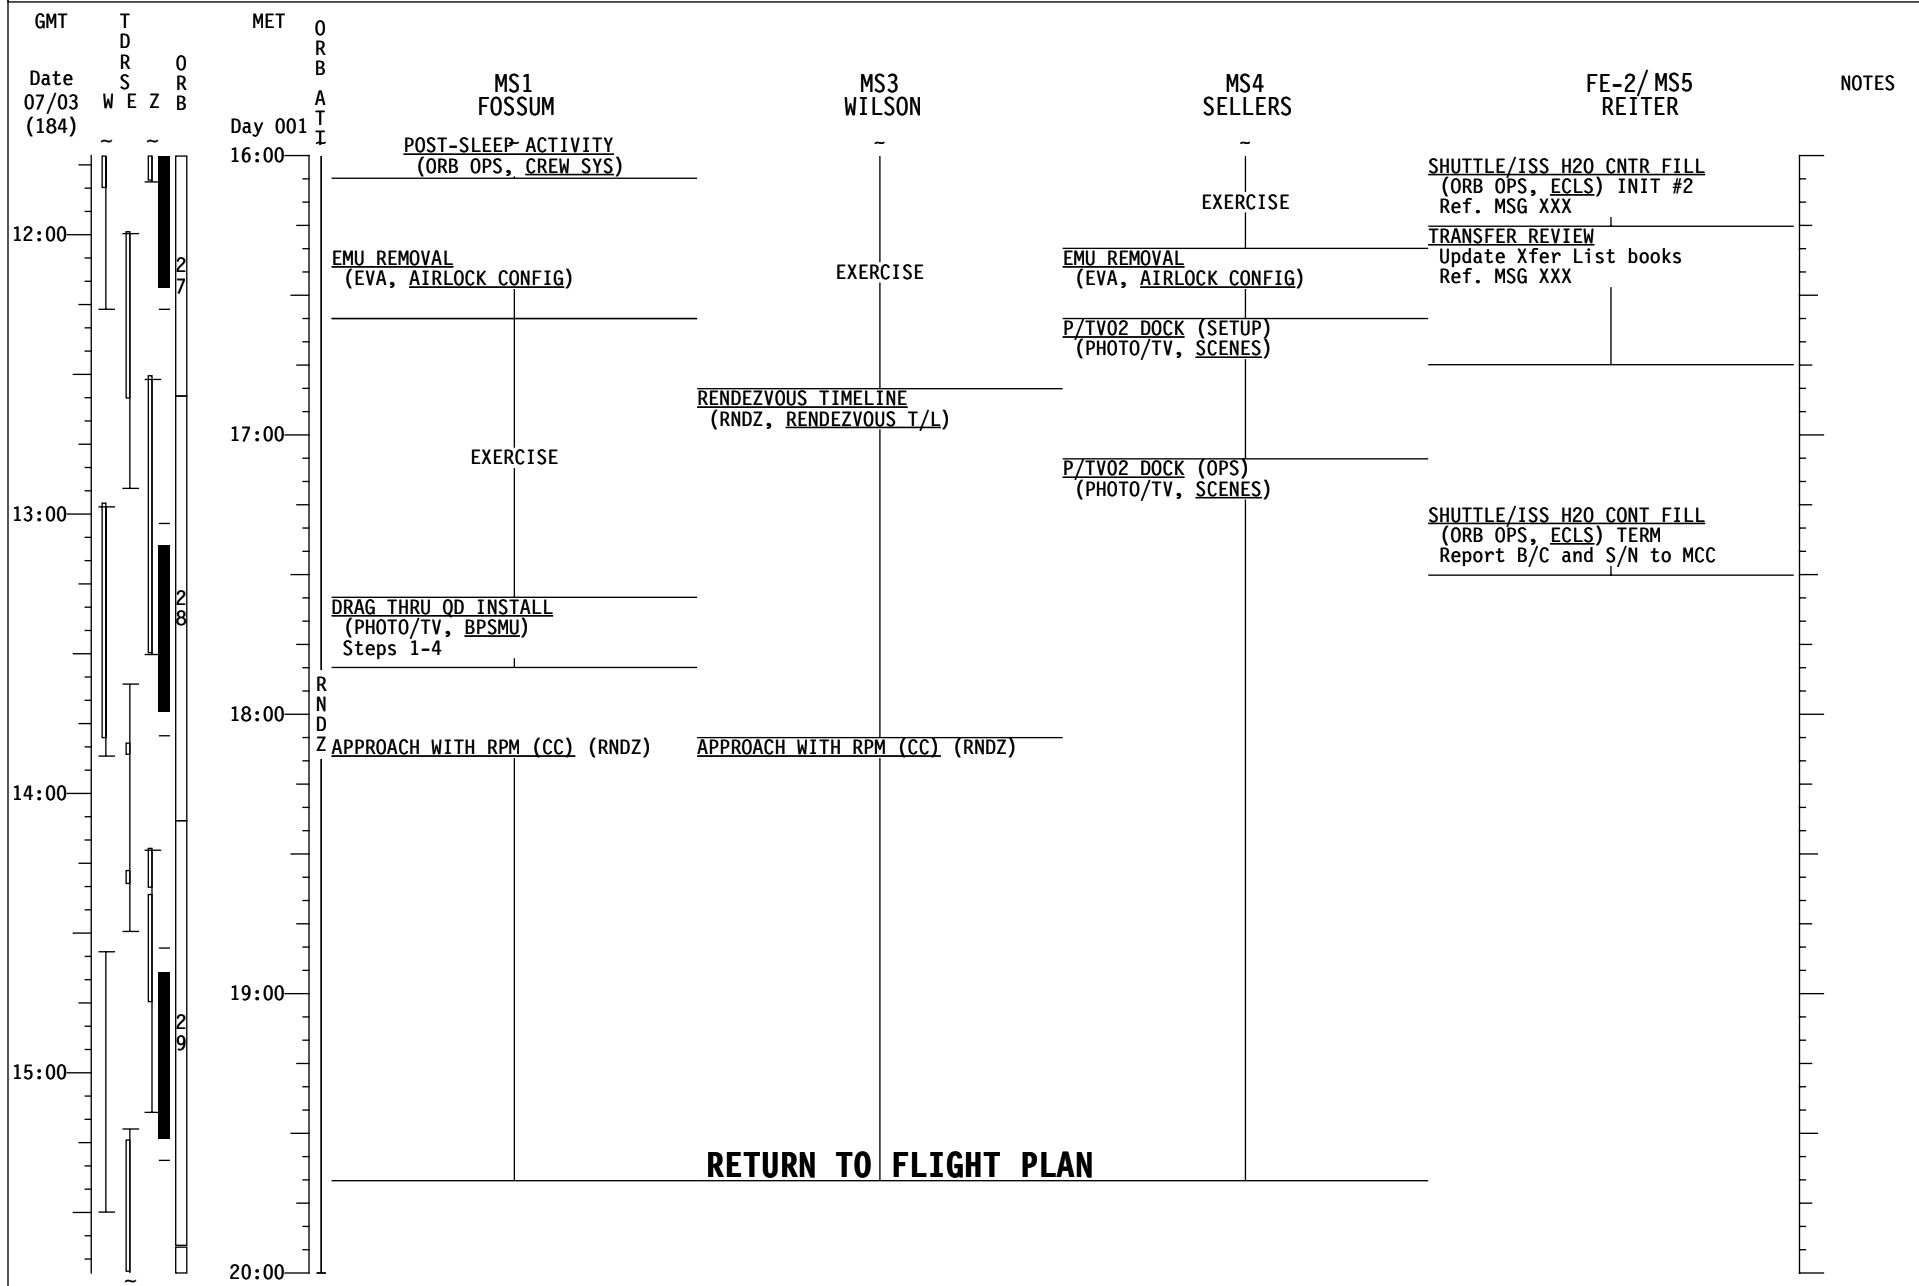 GMT
TDRS
MET
ORB ATT
ORB
Date
07/03
(184)
W E Z
Day 001
MS1
FOSSUM
MS3
WILSON
MS4
SELLERS
FE-2/MS5
REITER
NOTES
~ ~ ~ ~ ~
16:00
POST-SLEEP ACTIVITY
(ORB OPS, CREW SYS)
SHUTTLE/ISS H2O CNTR FILL
(ORB OPS, ECLS) INIT #2
Ref. MSG XXX
EXERCISE
12:00
TRANSFER REVIEW
Update Xfer List books
Ref. MSG XXX
27
EMU REMOVAL
(EVA, AIRLOCK CONFIG)
EXERCISE
EMU REMOVAL
(EVA, AIRLOCK CONFIG)
P/TV02 DOCK (SETUP)
(PHOTO/TV, SCENES)
RENDEZVOUS TIMELINE
(RNDZ, RENDEZVOUS T/L)
17:00
EXERCISE
P/TV02 DOCK (OPS)
(PHOTO/TV, SCENES)
13:00
SHUTTLE/ISS H2O CONT FILL
(ORB OPS, ECLS) TERM
Report B/C and S/N to MCC
28
DRAG THRU QD INSTALL
(PHOTO/TV, BPSMU)
Steps 1-4
RNDZ
18:00
APPROACH WITH RPM (CC) (RNDZ)
APPROACH WITH RPM (CC) (RNDZ)
14:00
19:00
29
15:00
RETURN TO FLIGHT PLAN
20:00
~